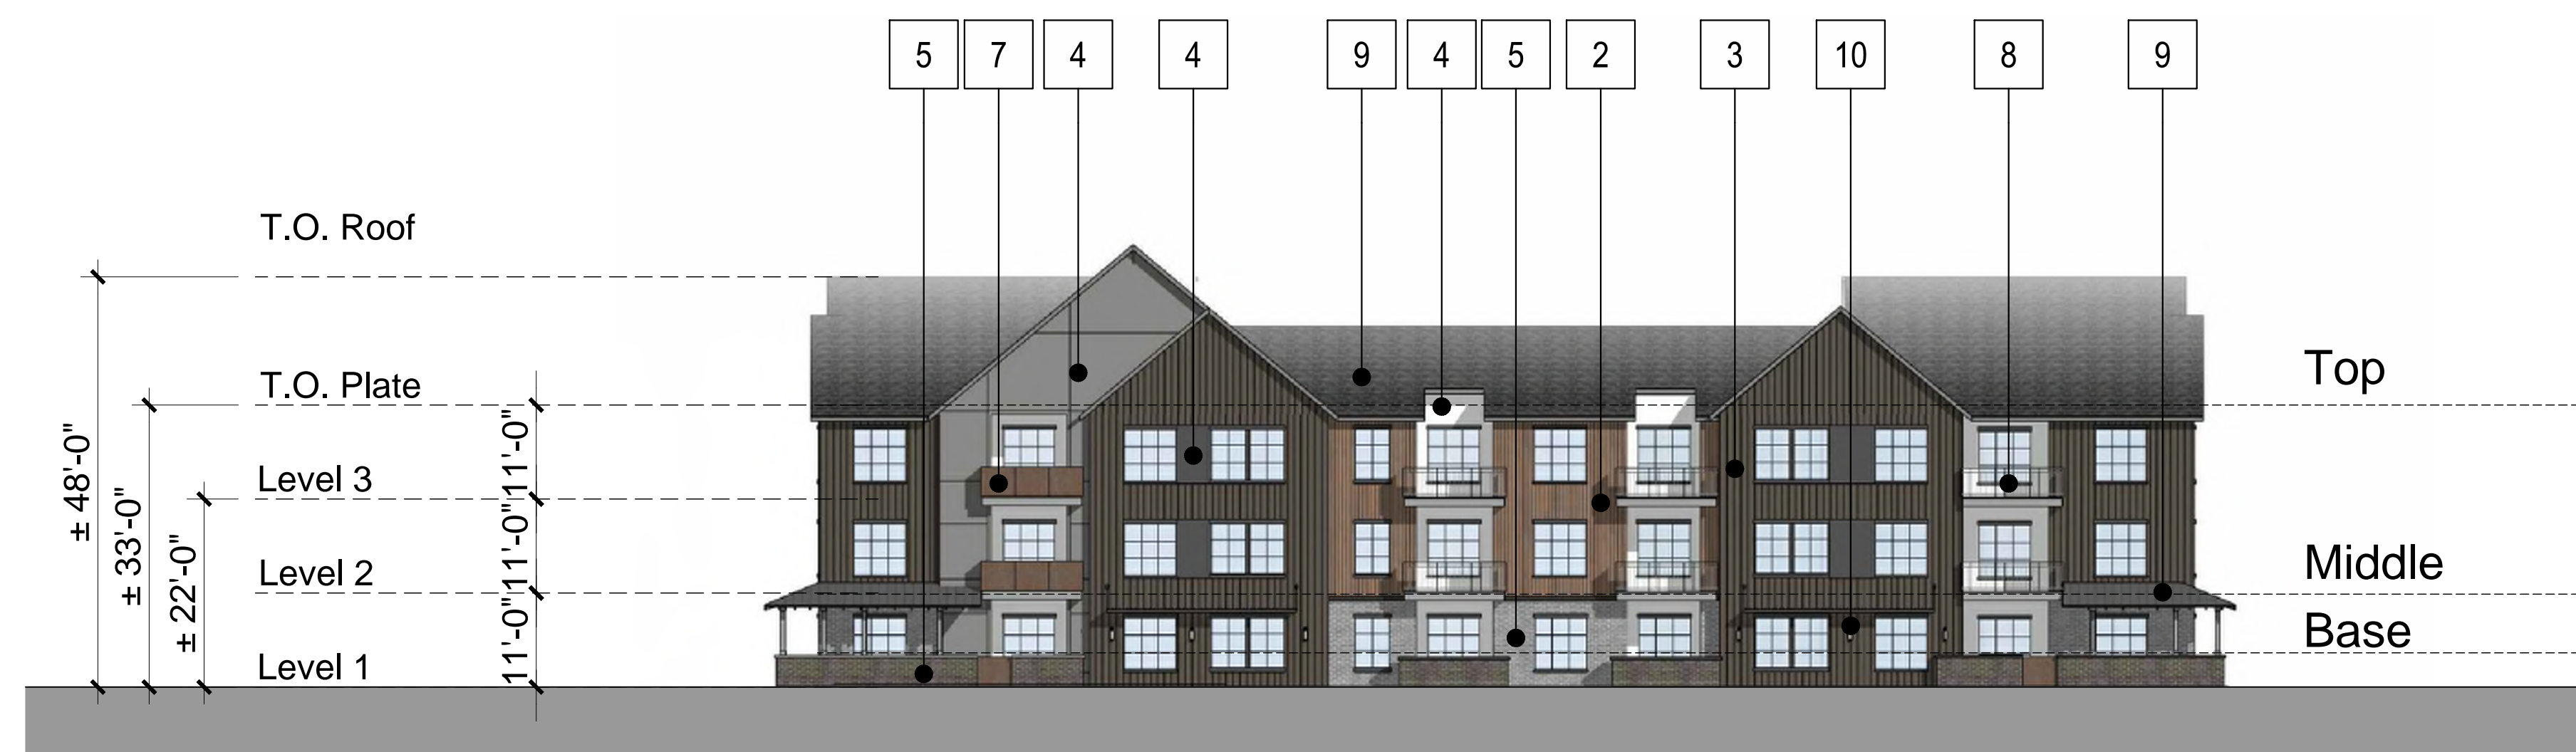 5 7 4 4 9 4 5 2 3 10 8 9
T.O. Roof
T.O. Plate
Level 3
Level 2
Level 1
± 48'-0"
± 33'-0"
± 22'-0"
11'-0"
11'-0"
11'-0"
Top
Middle
Base